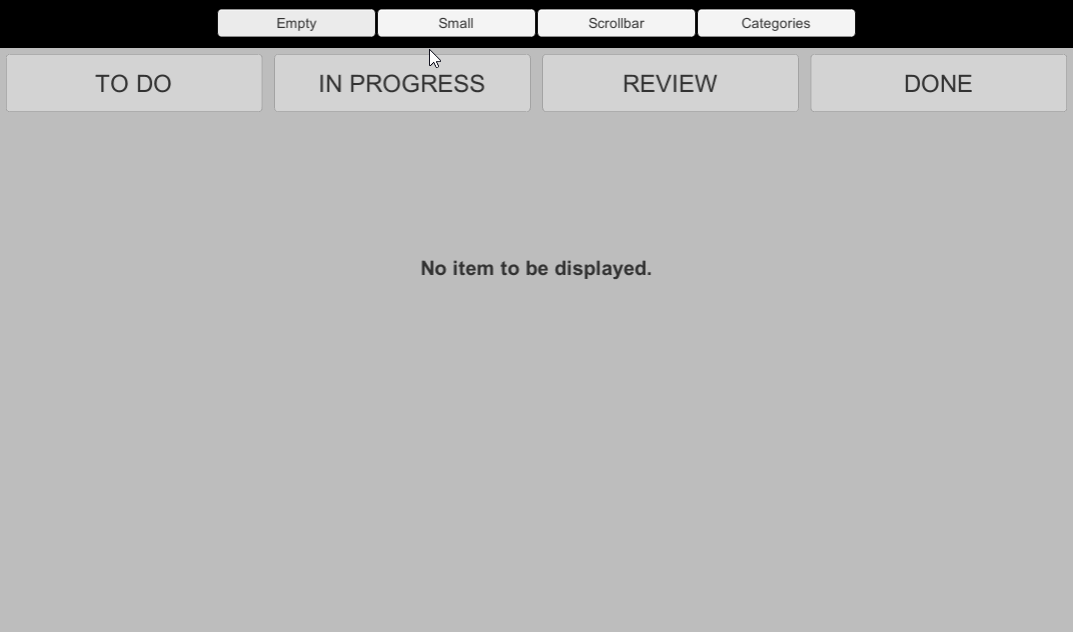 Empty Small Scrollbar Categories
TO DO IN PROGRESS REVIEW DONE
No item to be displayed.